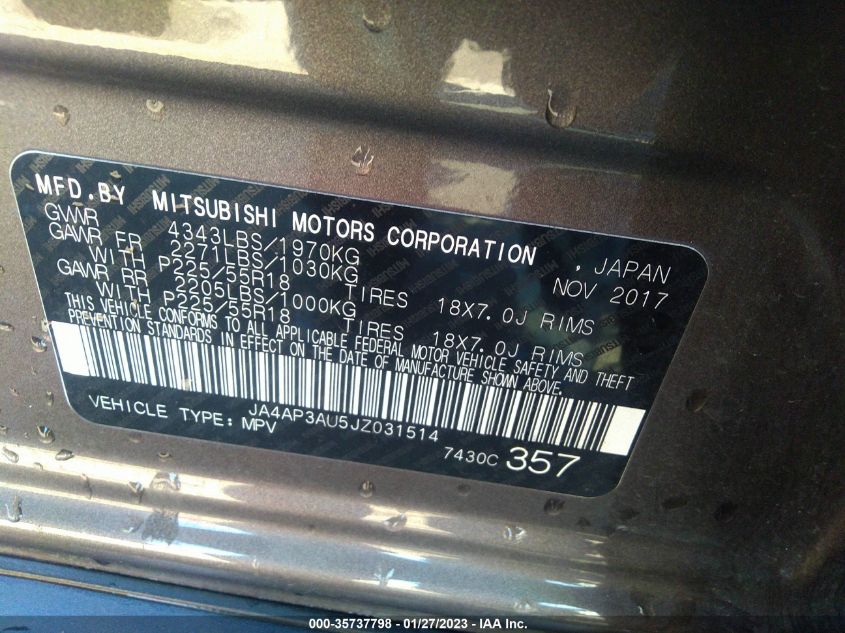 MFD.BY MITSUBISHI MOTORS CORPORATION , JAPAN
GVWR 4343LBS/1970KG NOV 2017
GAWR FR 2271LBS/1030KG
WITH P225/55R18 TIRES 18X7.0J RIMS
GAWR RR 2205LBS/1000KG
WITH P225/55R18 TIRES 18X7.0J RIMS
THIS VEHICLE CONFORMS TO ALL APPLICABLE FEDERAL MOTOR VEHICLE SAFETY AND THEFT
PREVENTION STANDARDS IN EFFECT ON THE DATE OF MANUFACTURE SHOWN ABOVE.
JA4AP3AU5JZ031514
VEHICLE TYPE: MPV 7430C 357
000-35737798 - 01/27/2023 - IAA Inc.